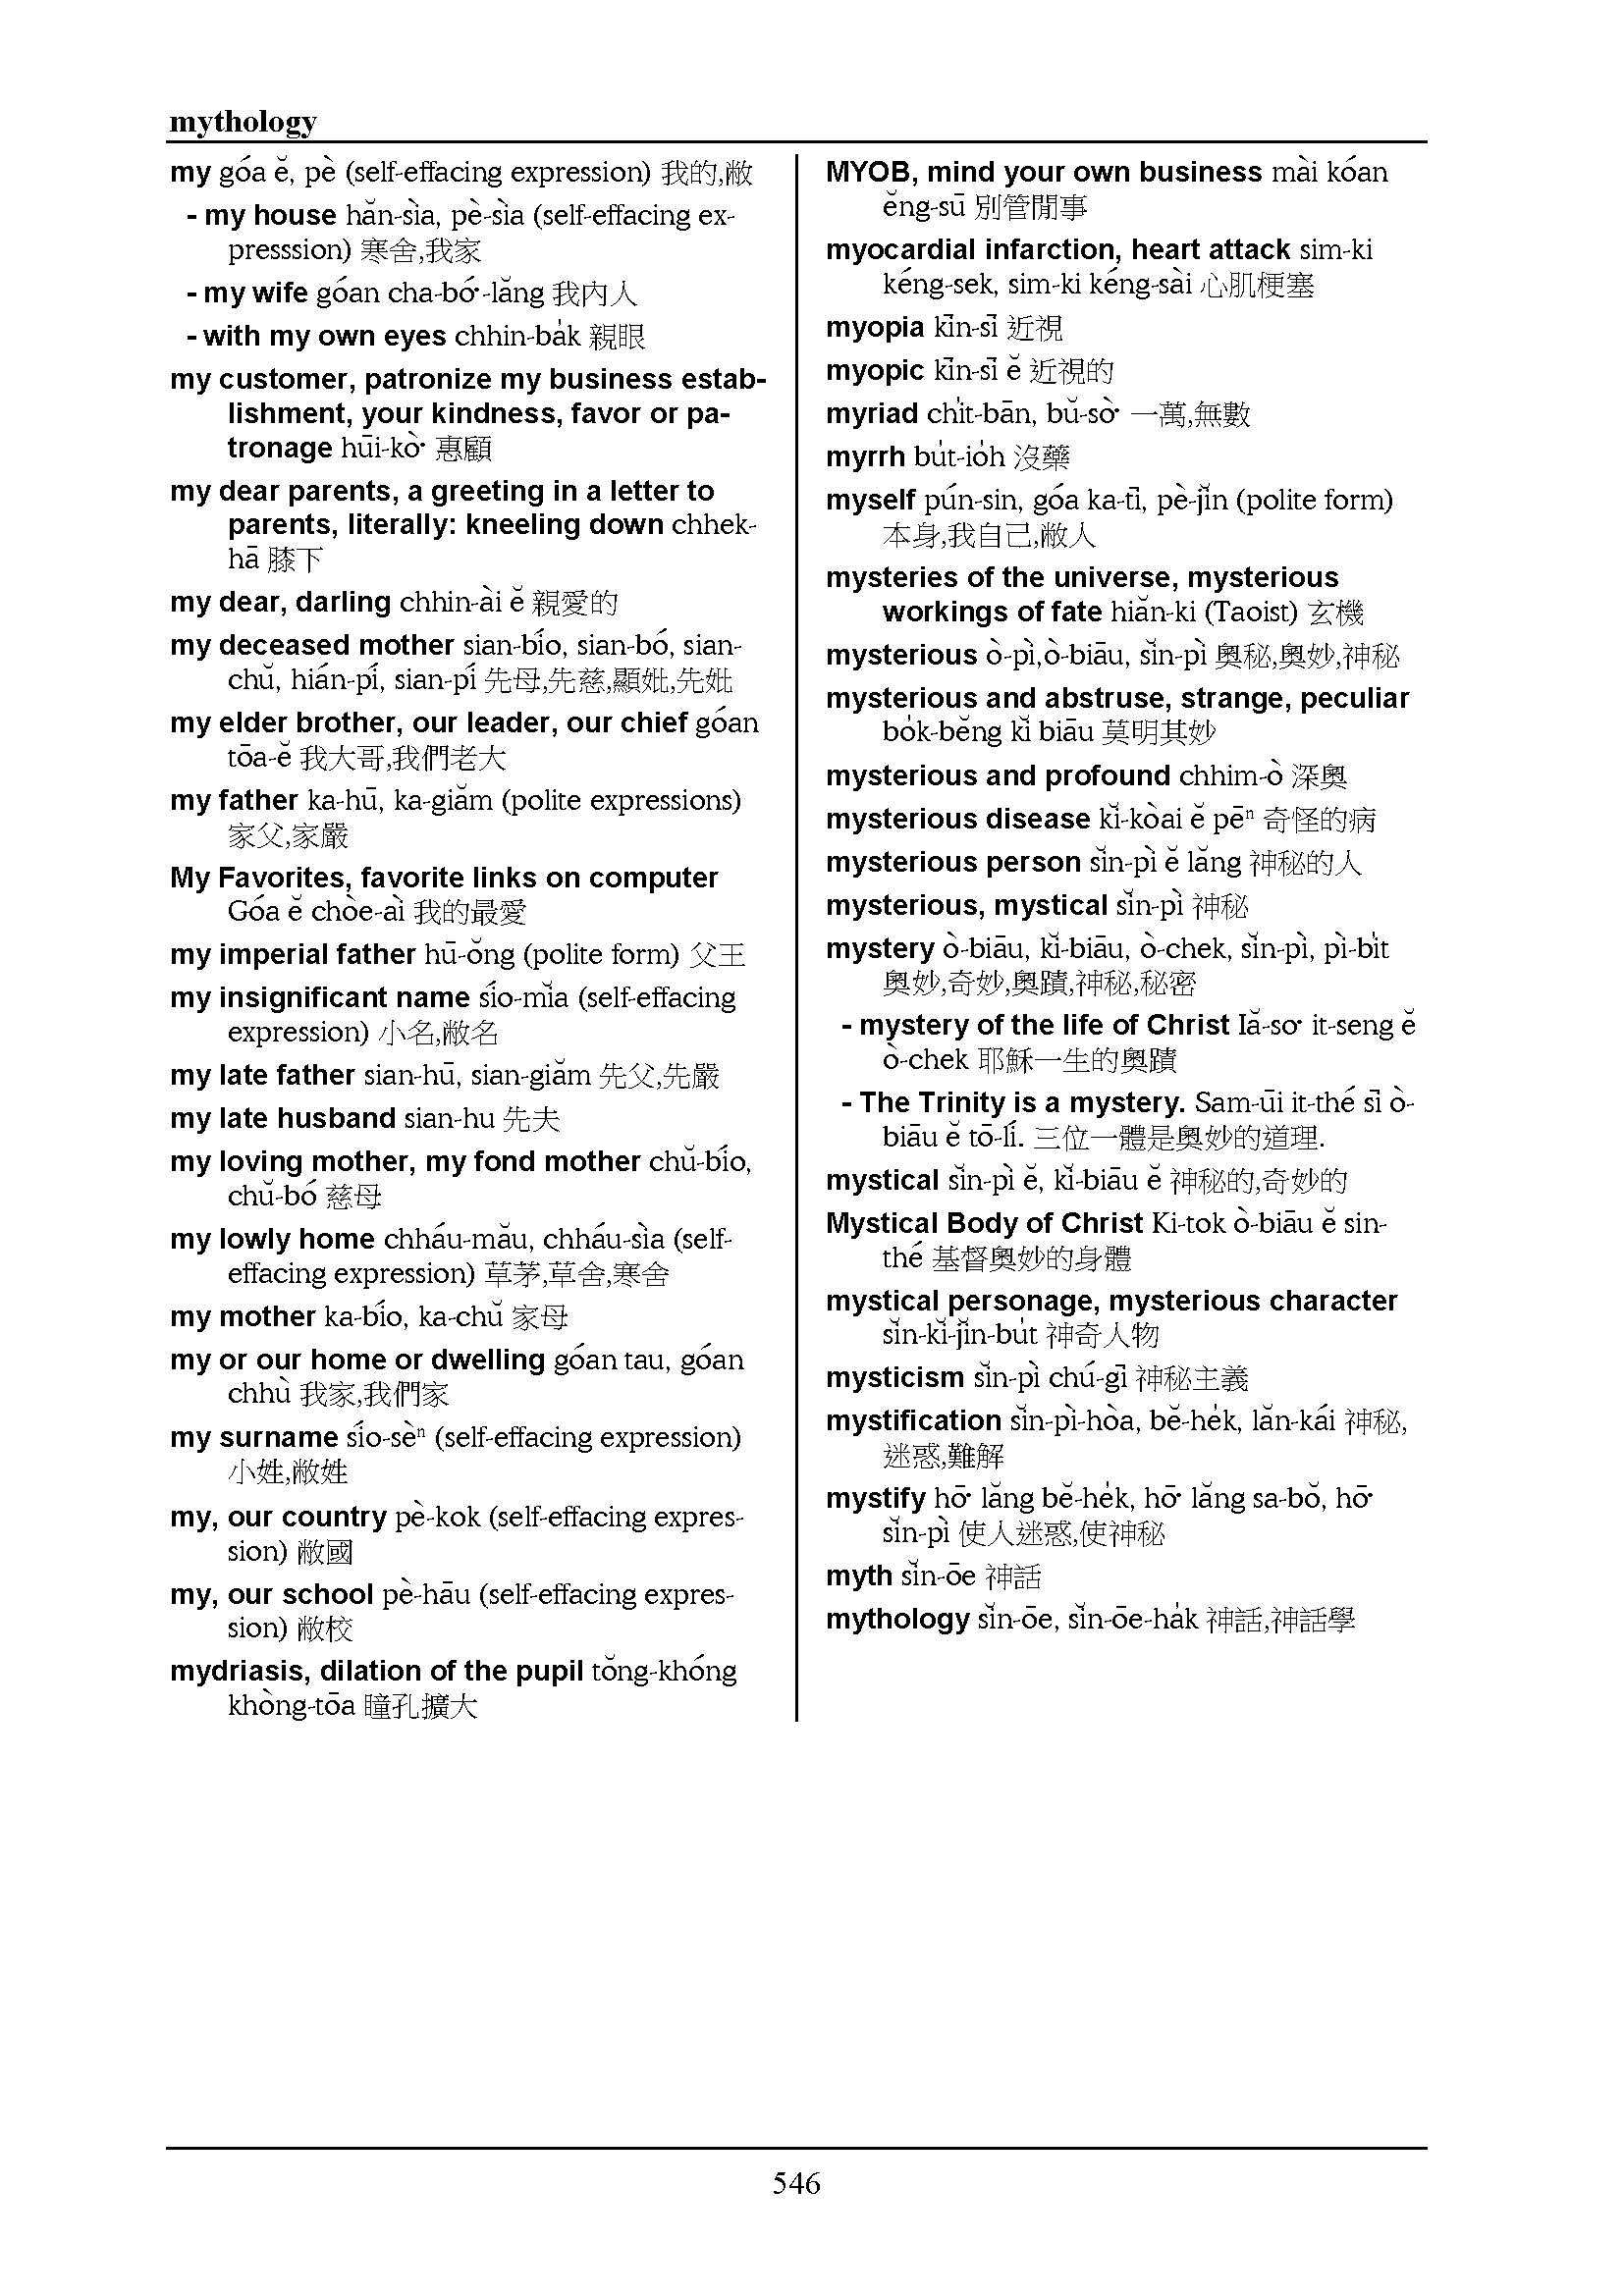 mythology
my góa ĕ, pè (self-effacing expression) 我的,敝
- my house hăn-sìa, pè-sìa (self-effacing ex-
presssion) 寒舍,我家
- my wife góan cha-bó͘-lăng 我內人
- with my own eyes chhin-ba̍k 親眼
my customer, patronize my business estab-
lishment, your kindness, favor or pa-
tronage hūi-kò͘ 惠顧
my dear parents, a greeting in a letter to
parents, literally: kneeling down chhek-
hā 膝下
my dear, darling chhin-ài ĕ 親愛的
my deceased mother sian-bío, sian-bó, sian-
chŭ, hián-pí, sian-pí 先母,先慈,顯妣,先妣
my elder brother, our leader, our chief góan
tōa-ĕ 我大哥,我們老大
my father ka-hū, ka-giăm (polite expressions)
家父,家嚴
My Favorites, favorite links on computer
Góa ĕ chòe-aì 我的最愛
my imperial father hū-ŏng (polite form) 父王
my insignificant name sío-mĭa (self-effacing
expression) 小名,敝名
my late father sian-hū, sian-giăm 先父,先嚴
my late husband sian-hu 先夫
my loving mother, my fond mother chŭ-bío,
chŭ-bó 慈母
my lowly home chháu-mău, chháu-sìa (self-
effacing expression) 草茅,草舍,寒舍
my mother ka-bío, ka-chŭ 家母
my or our home or dwelling góan tau, góan
chhù 我家,我們家
my surname sío-sèⁿ (self-effacing expression)
小姓,敝姓
my, our country pè-kok (self-effacing expres-
sion) 敝國
my, our school pè-hāu (self-effacing expres-
sion) 敝校
mydriasis, dilation of the pupil tŏng-khóng
khòng-tōa 瞳孔擴大
MYOB, mind your own business mài kóan
ĕng-sū 別管閒事
myocardial infarction, heart attack sim-ki
kéng-sek, sim-ki kéng-sài 心肌梗塞
myopia kīn-sī 近視
myopic kīn-sī ĕ 近視的
myriad chi̍t-bān, bŭ-sò͘ 一萬,無數
myrrh bu̍t-io̍h 沒藥
myself pún-sin, góa ka-tī, pè-jĭn (polite form)
本身,我自己,敝人
mysteries of the universe, mysterious
workings of fate hiăn-ki (Taoist) 玄機
mysterious ò-pì,ò-biāu, sĭn-pì 奧秘,奧妙,神秘
mysterious and abstruse, strange, peculiar
bo̍k-bĕng kĭ biāu 莫明其妙
mysterious and profound chhim-ò 深奧
mysterious disease kĭ-kòai ĕ pēⁿ 奇怪的病
mysterious person sĭn-pì ĕ lăng 神秘的人
mysterious, mystical sĭn-pì 神秘
mystery ò-biāu, kĭ-biāu, ò-chek, sĭn-pì, pì-bi̍t
奧妙,奇妙,奧蹟,神秘,秘密
- mystery of the life of Christ Iă-so͘ it-seng ĕ
ò-chek 耶穌一生的奧蹟
- The Trinity is a mystery. Sam-ūi it-thé sī ò-
biāu ĕ tō-lí. 三位一體是奧妙的道理.
mystical sĭn-pì ĕ, kĭ-biāu ĕ 神秘的,奇妙的
Mystical Body of Christ Ki-tok ò-biāu ĕ sin-
thé 基督奧妙的身體
mystical personage, mysterious character
sĭn-kĭ-jĭn-bu̍t 神奇人物
mysticism sĭn-pì chú-gī 神秘主義
mystification sĭn-pì-hòa, bĕ-he̍k, lăn-kái 神秘,
迷惑,難解
mystify hō͘ lăng bĕ-he̍k, hō͘ lăng sa-bŏ, hō͘
sĭn-pì 使人迷惑,使神秘
myth sĭn-ōe 神話
mythology sĭn-ōe, sĭn-ōe-ha̍k 神話,神話學
546